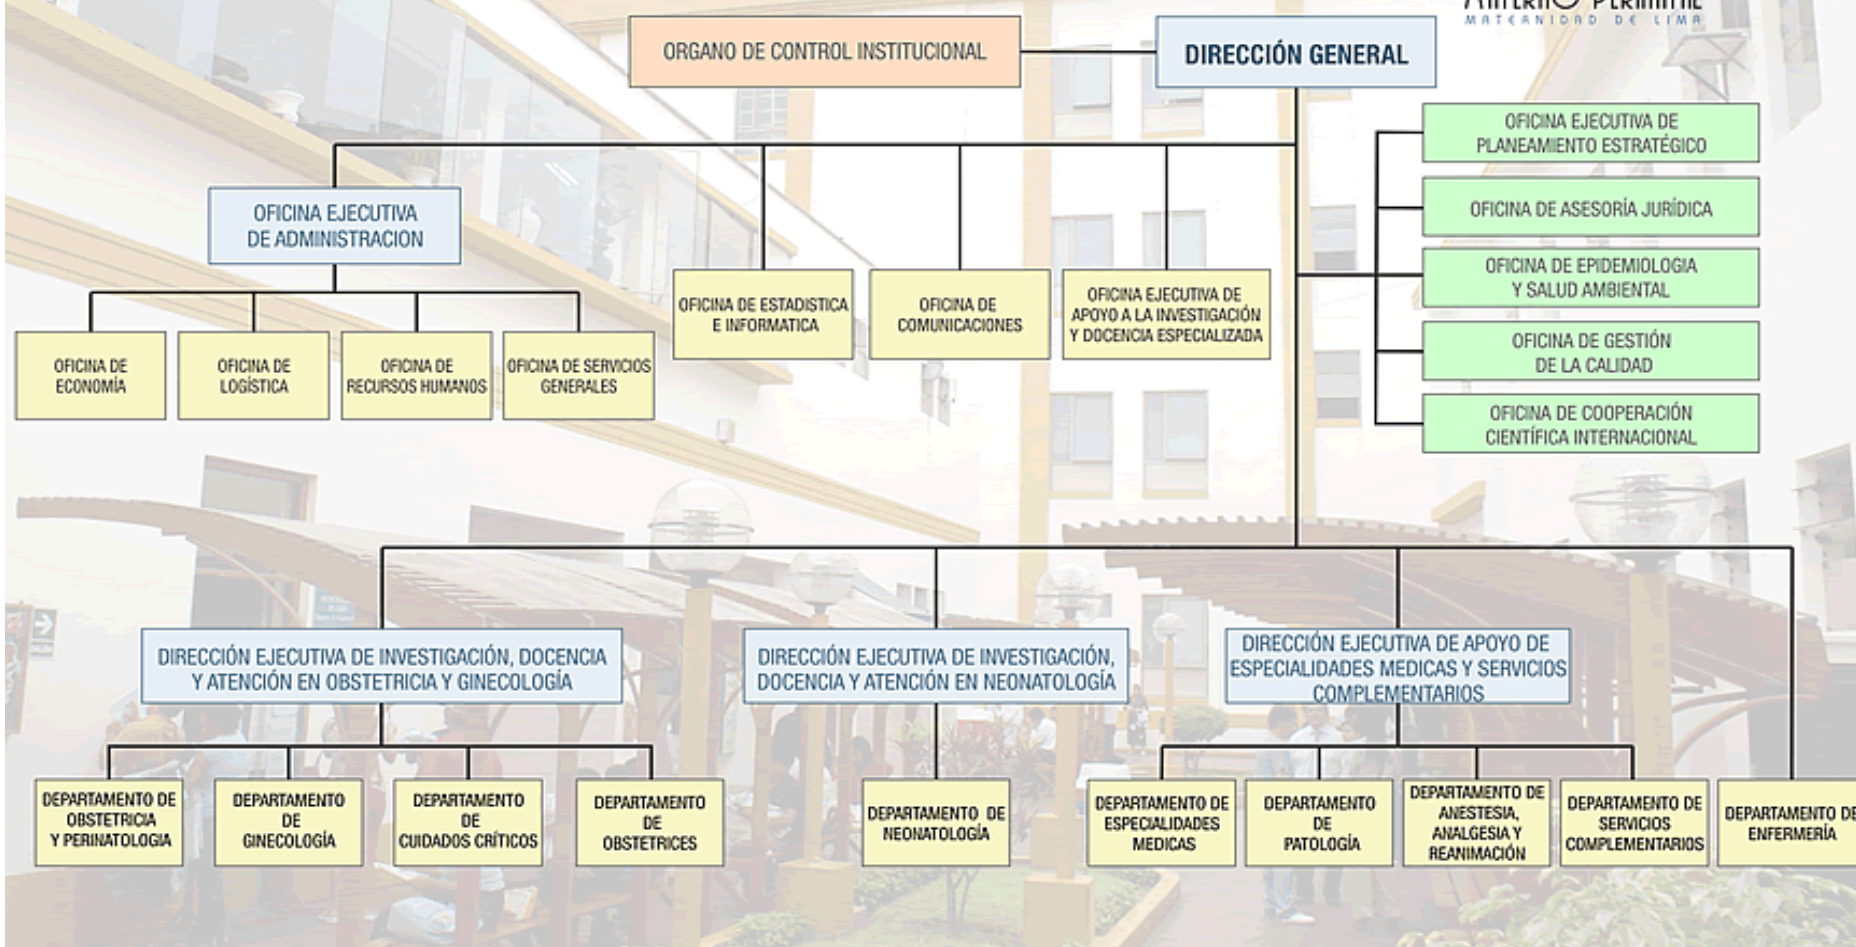 MATERNIDAD DE LIMA
ORGANO DE CONTROL INSTITUCIONAL
DIRECCIÓN GENERAL
OFICINA EJECUTIVA DE
PLANEAMIENTO ESTRATÉGICO
OFICINA DE ASESORÍA JURÍDICA
OFICINA DE EPIDEMIOLOGIA
Y SALUD AMBIENTAL
OFICINA DE GESTIÓN
DE LA CALIDAD
OFICINA DE COOPERACIÓN
CIENTÍFICA INTERNACIONAL
OFICINA EJECUTIVA
DE ADMINISTRACION
OFICINA DE ESTADISTICA
E INFORMATICA
OFICINA DE
COMUNICACIONES
OFICINA EJECUTIVA DE
APOYO A LA INVESTIGACIÓN
Y DOCENCIA ESPECIALIZADA
OFICINA DE
ECONOMÍA
OFICINA DE
LOGÍSTICA
OFICINA DE
RECURSOS HUMANOS
OFICINA DE SERVICIOS
GENERALES
DIRECCIÓN EJECUTIVA DE INVESTIGACIÓN, DOCENCIA
Y ATENCIÓN EN OBSTETRICIA Y GINECOLOGÍA
DIRECCIÓN EJECUTIVA DE INVESTIGACIÓN,
DOCENCIA Y ATENCIÓN EN NEONATOLOGÍA
DIRECCIÓN EJECUTIVA DE APOYO DE
ESPECIALIDADES MEDICAS Y SERVICIOS
COMPLEMENTARIOS
DEPARTAMENTO DE
OBSTETRICIA
Y PERINATOLOGIA
DEPARTAMENTO
DE
GINECOLOGÍA
DEPARTAMENTO
DE
CUIDADOS CRÍTICOS
DEPARTAMENTO
DE
OBSTETRICES
DEPARTAMENTO DE
NEONATOLOGÍA
DEPARTAMENTO DE
ESPECIALIDADES
MEDICAS
DEPARTAMENTO
DE
PATOLOGÍA
DEPARTAMENTO DE
ANESTESIA,
ANALGESIA Y
REANIMACIÓN
DEPARTAMENTO DE
SERVICIOS
COMPLEMENTARIOS
DEPARTAMENTO DE
ENFERMERÍA